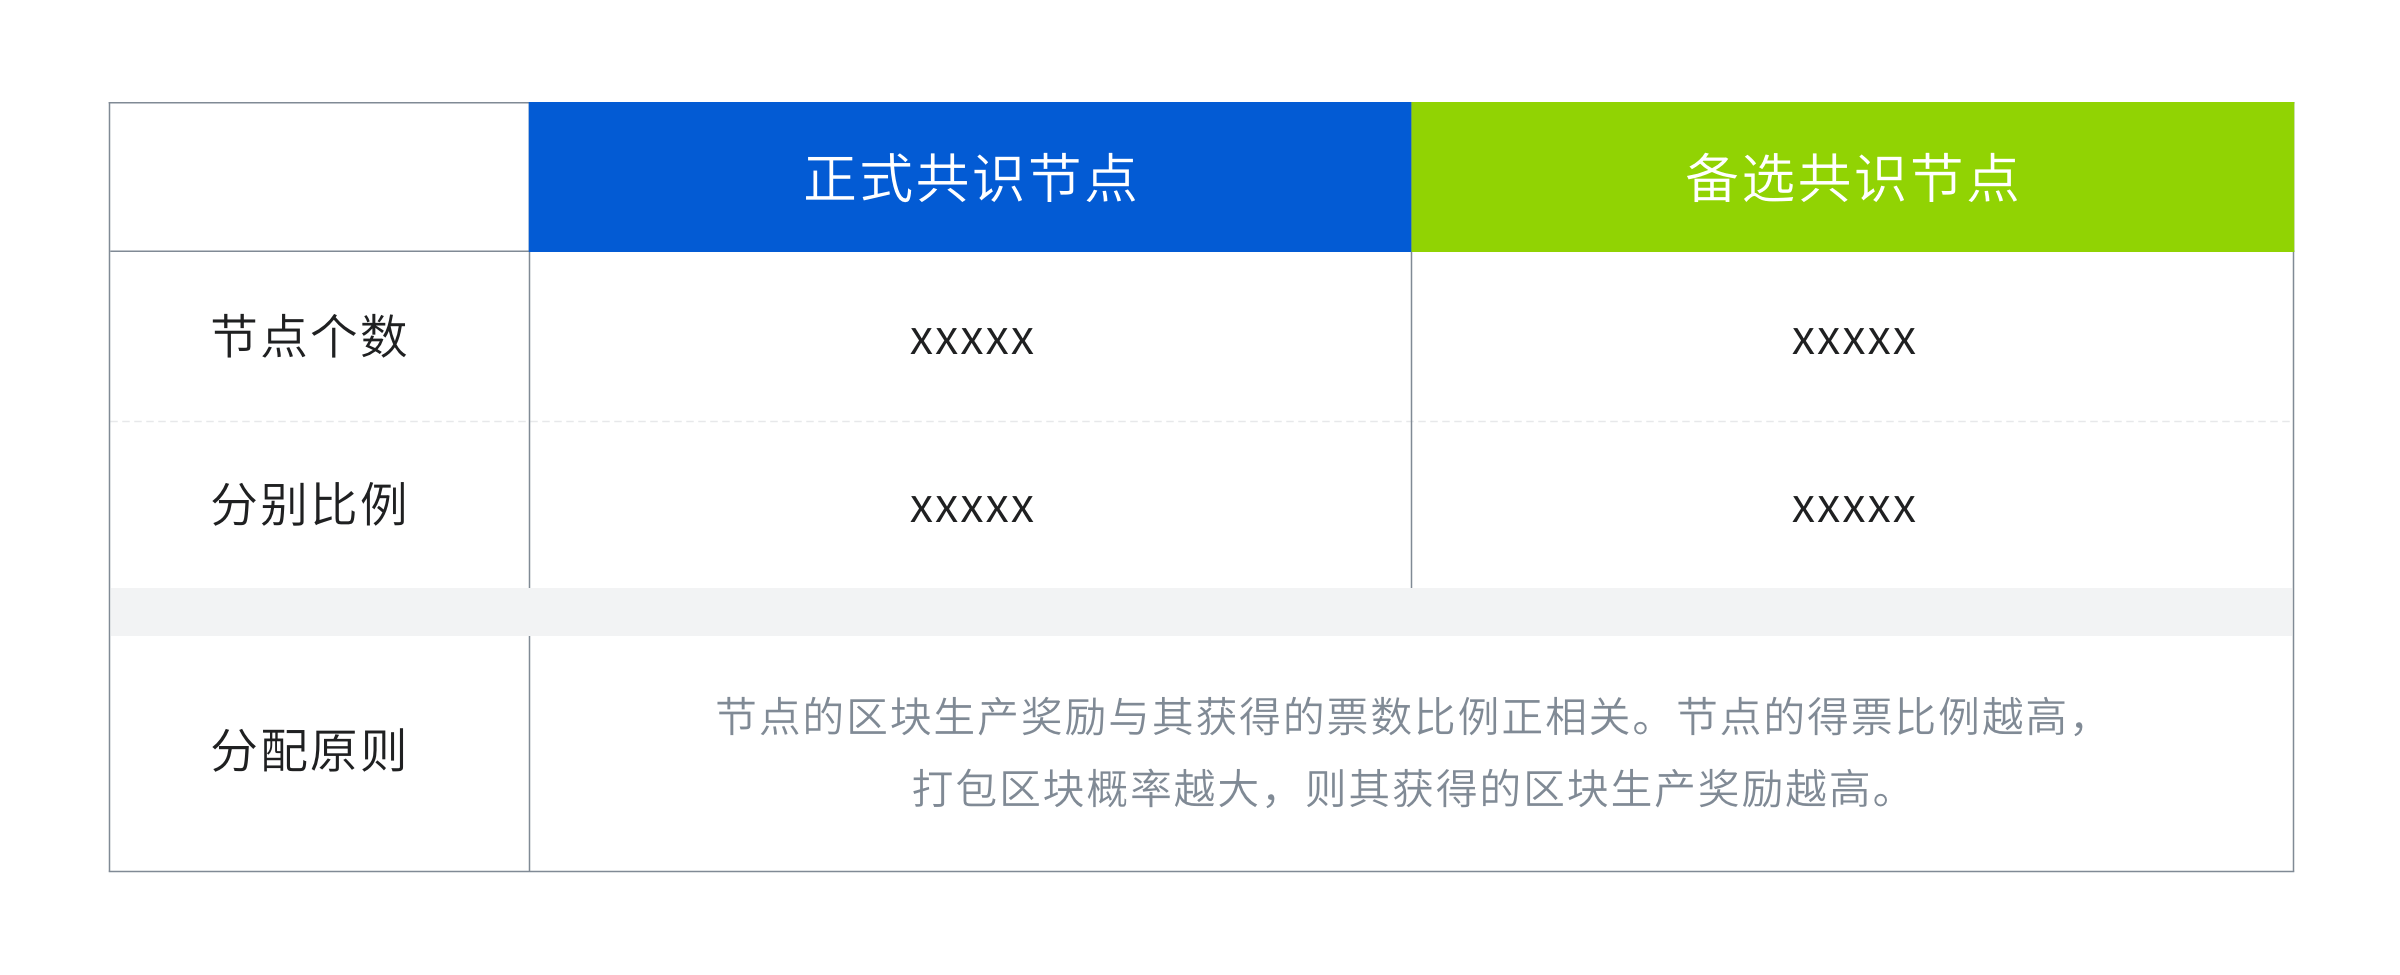 正式共识节点 备选共识节点
节点个数 xxxxx xxxxx
分别比例 xxxxx xxxxx
分配原则
节点的区块生产奖励与其获得的票数比例正相关。节点的得票比例越高，
打包区块概率越大，则其获得的区块生产奖励越高。